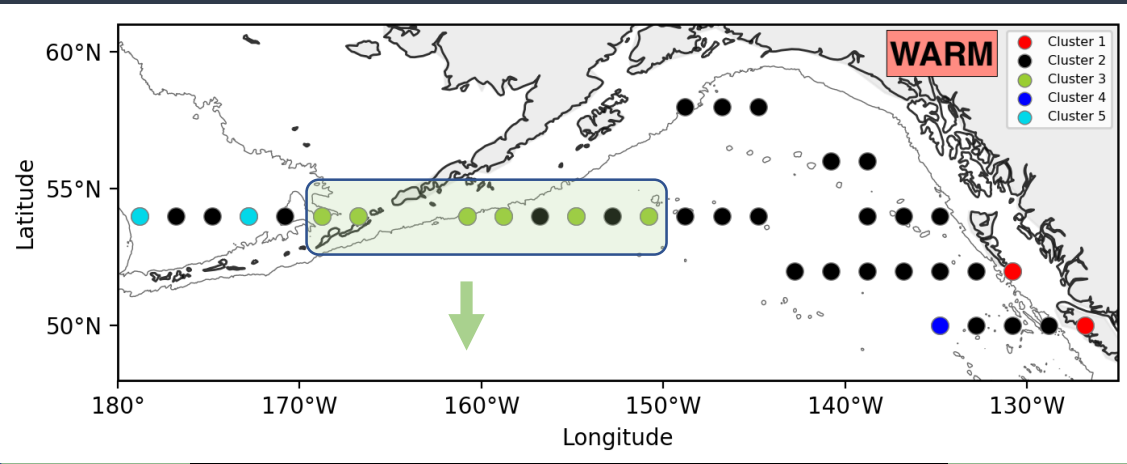 60°N
55°N
50°N
Latitude
WARM
Cluster 1
Cluster 2
Cluster 3
Cluster 4
Cluster 5
180° 170°W 160°W 150°W 140°W 130°W
Longitude